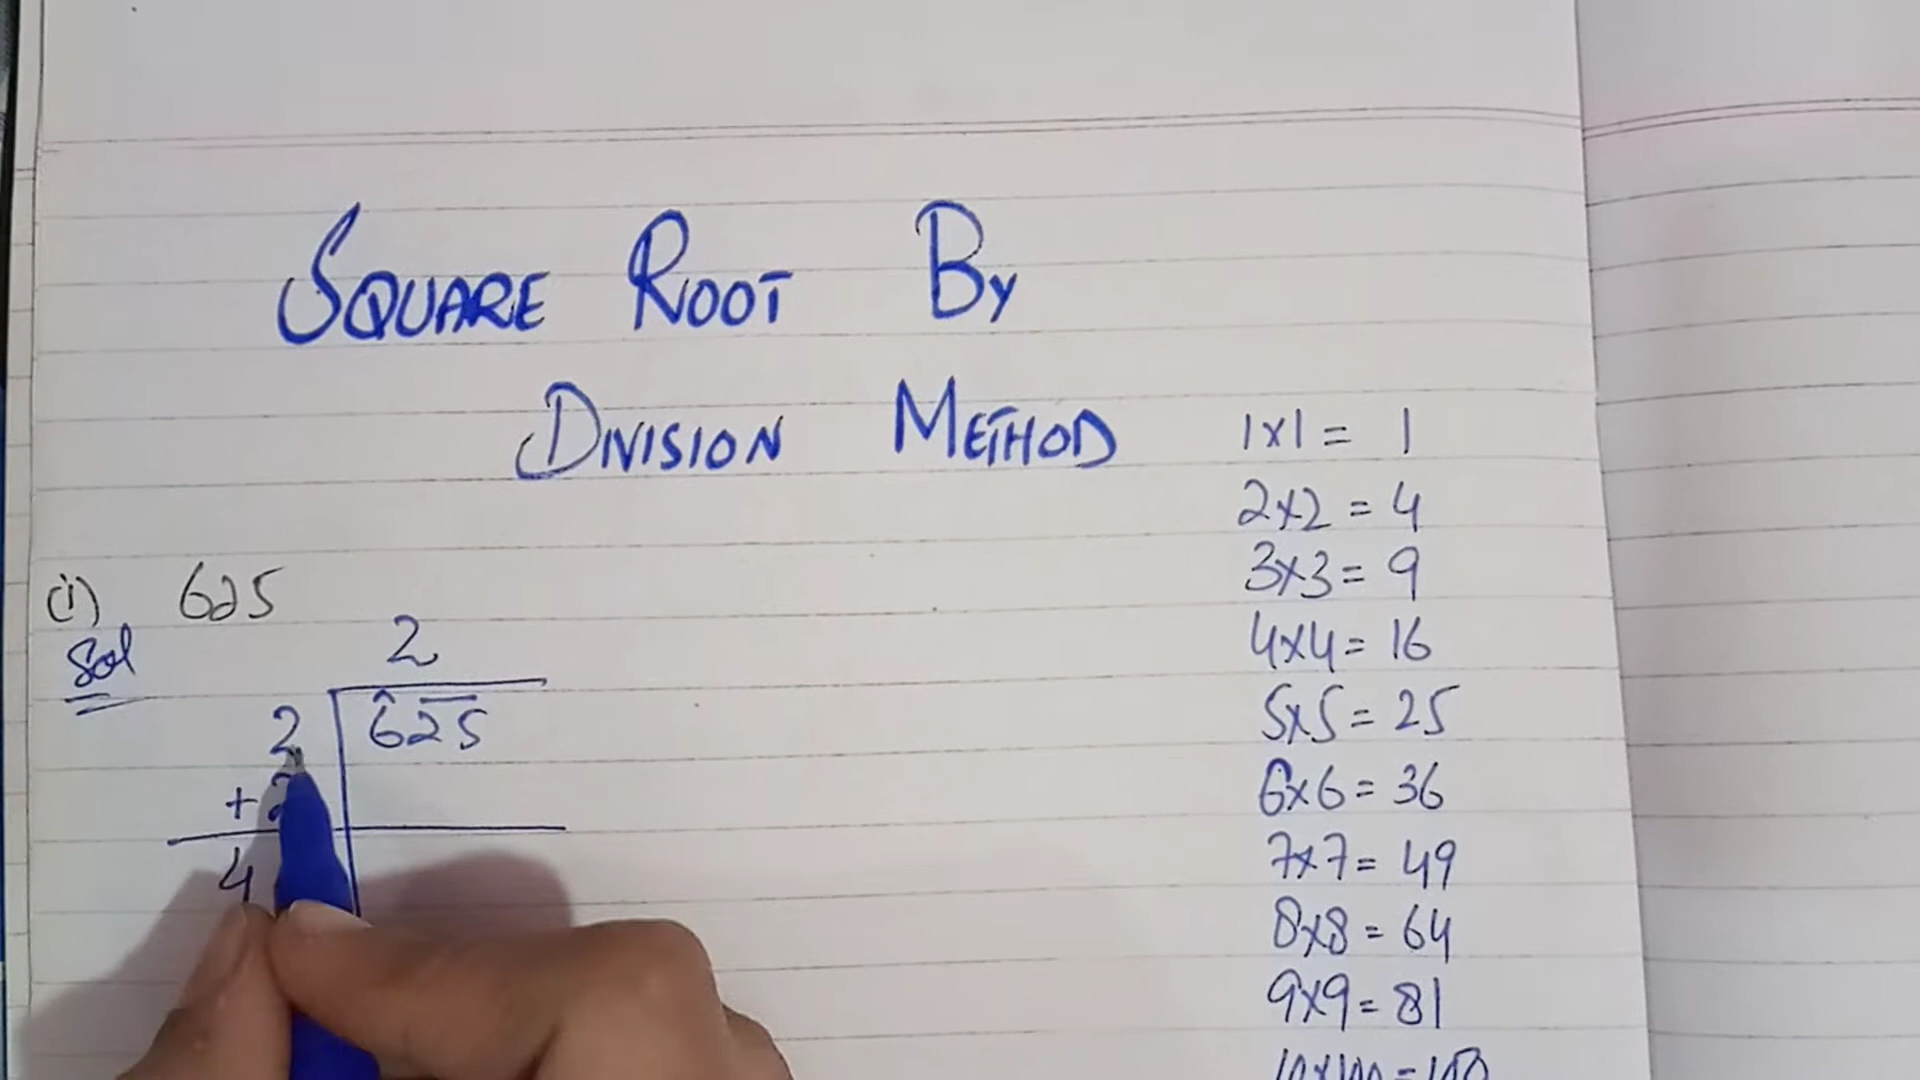 SQUARE ROOT BY
DIVISION METHOD
1x1 = 1
2x2 = 4
3x3 = 9
4x4 = 16
5x5 = 25
6x6 = 36
7x7 = 49
8x8 = 64
9x9 = 81
(i) 625
Sol
2
2 625
+ 2
4